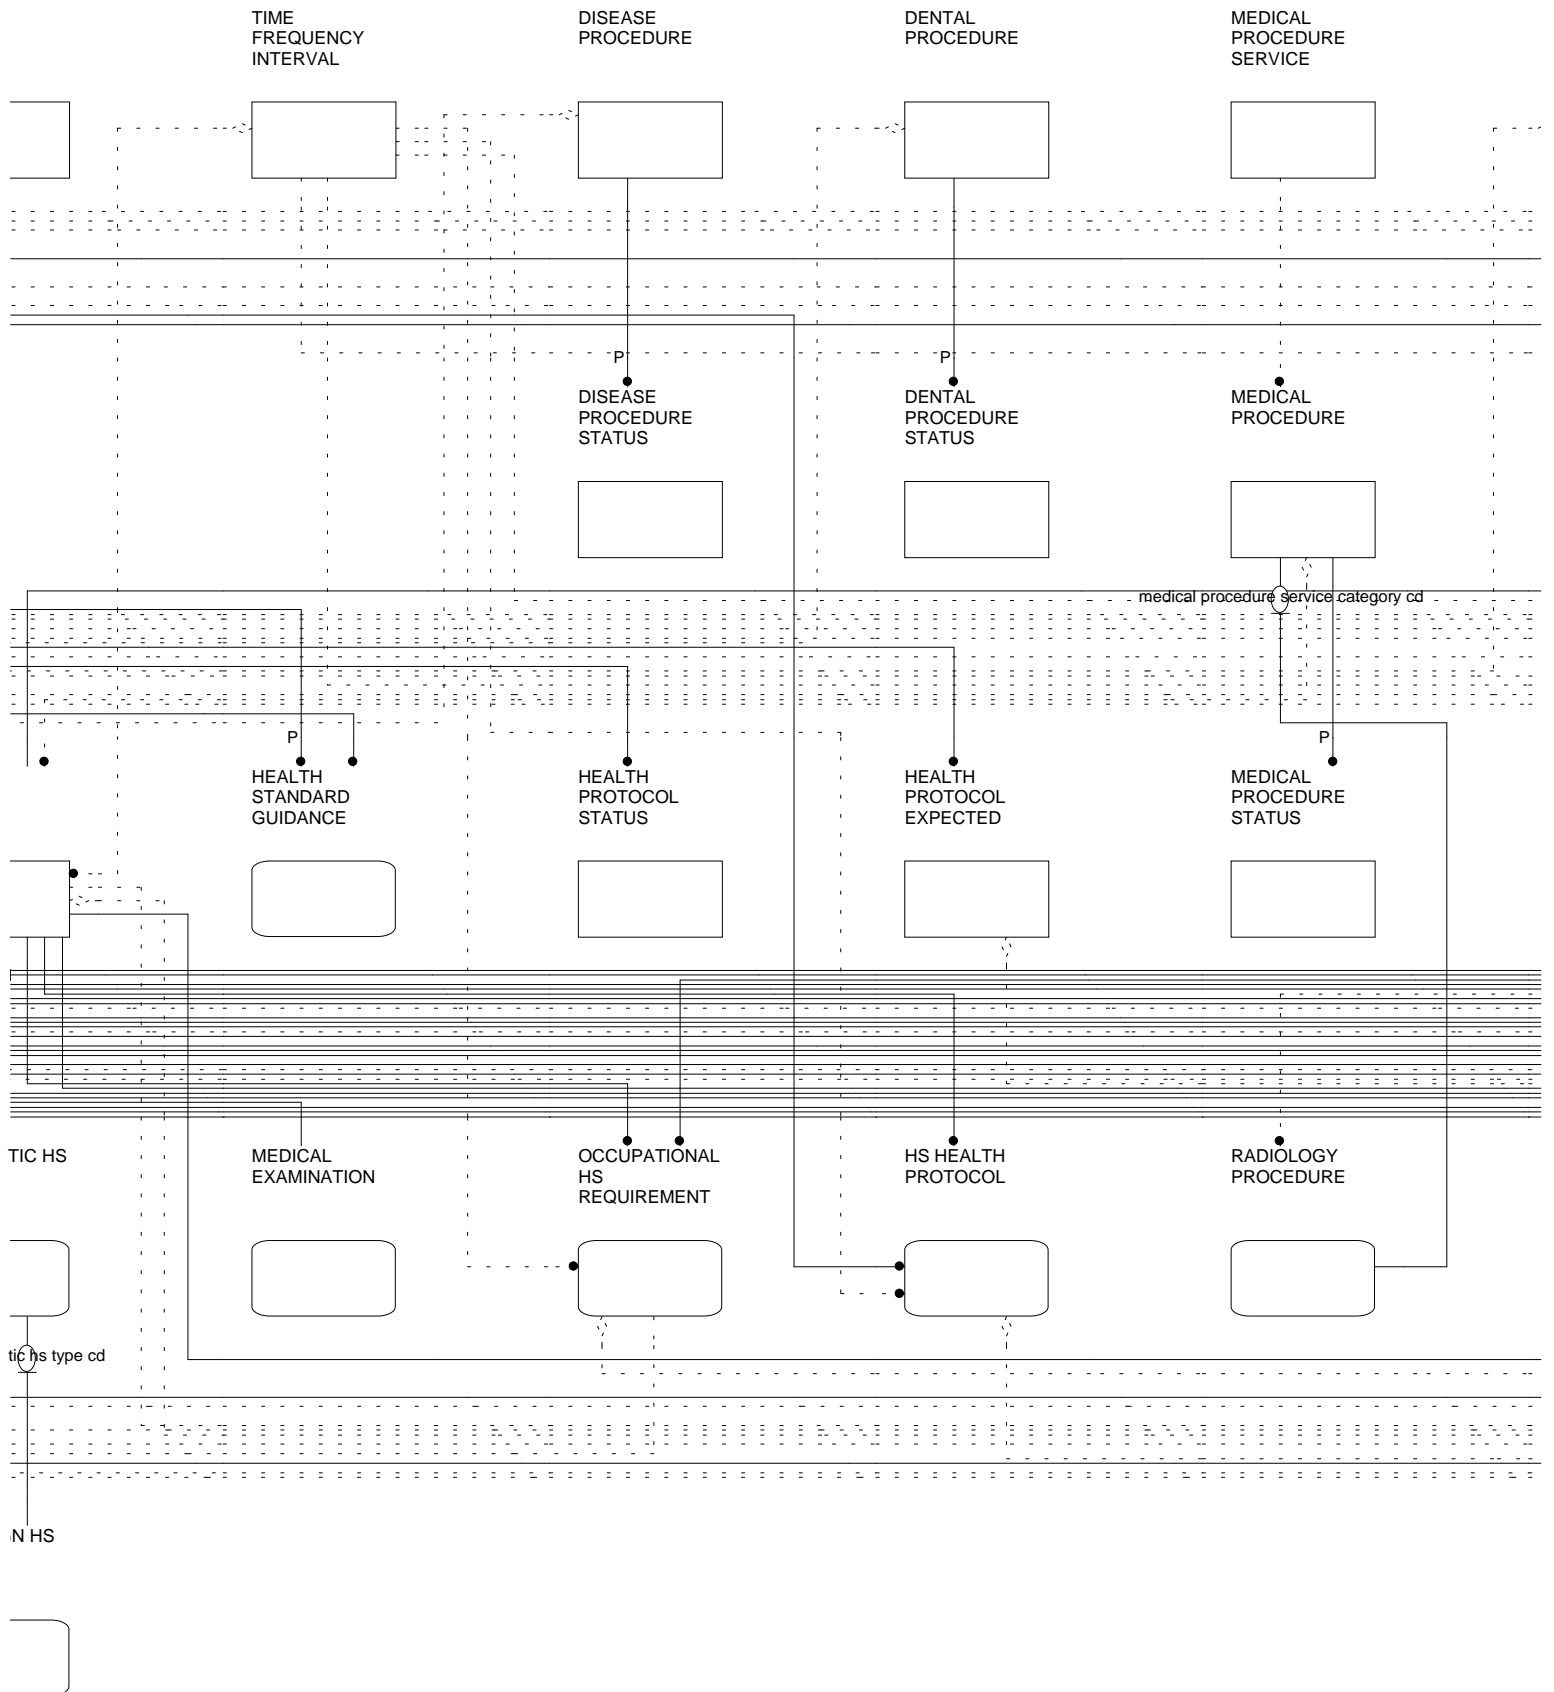 TIME
FREQUENCY
INTERVAL
DISEASE
PROCEDURE
DENTAL
PROCEDURE
MEDICAL
PROCEDURE
SERVICE
P
DISEASE
PROCEDURE
STATUS
P
DENTAL
PROCEDURE
STATUS
MEDICAL
PROCEDURE
medical procedure service category cd
P
HEALTH
STANDARD
GUIDANCE
HEALTH
PROTOCOL
STATUS
HEALTH
PROTOCOL
EXPECTED
P
MEDICAL
PROCEDURE
STATUS
TIC HS
MEDICAL
EXAMINATION
OCCUPATIONAL
HS
REQUIREMENT
HS HEALTH
PROTOCOL
RADIOLOGY
PROCEDURE
tic hs type cd
N HS